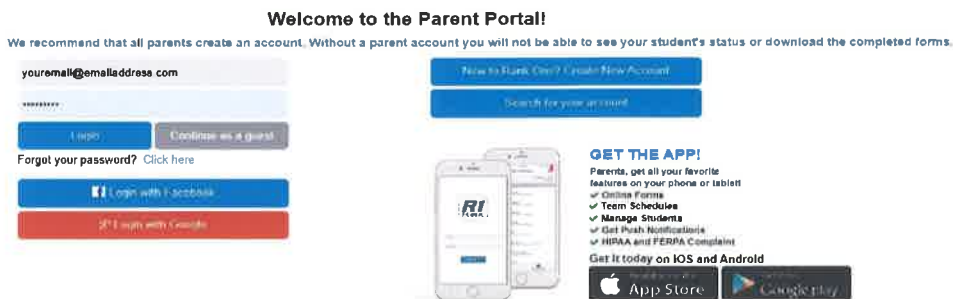 Welcome to the Parent Portal!
We recommend that all parents create an account. Without a parent account you will not be able to see your student's status or download the completed forms.
youremail@emailaddress.com
•••••••••
Login
Continue as a guest
Forgot your password? Click here
Login with Facebook
Login with Google
New to Rank One? Create New Account
Search for your account
GET THE APP!
Parents, get all your favorite
features on your phone or tablet!
✓ Online Forms
✓ Team Schedules
✓ Manage Students
✓ Get Push Notifications
✓ HIPAA and FERPA Complaint
Get it today on IOS and Android
App Store
Google play